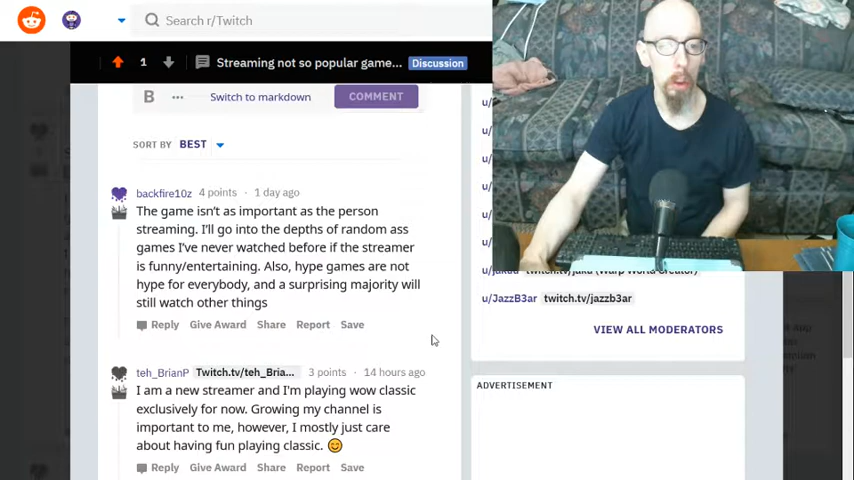 Search r/Twitch
1 Streaming not so popular game... Discussion
B ... Switch to markdown COMMENT
SORT BY BEST
backfire10z 4 points · 1 day ago
The game isn't as important as the person
streaming. I'll go into the depths of random ass
games I've never watched before if the streamer
is funny/entertaining. Also, hype games are not
hype for everybody, and a surprising majority will
still watch other things
Reply Give Award Share Report Save
teh_BrianP Twitch.tv/teh_Bria... 3 points · 14 hours ago
I am a new streamer and I'm playing wow classic
exclusively for now. Growing my channel is
important to me, however, I mostly just care
about having fun playing classic. 😊
Reply Give Award Share Report Save
u/
u/
u/
u/
u/
u/
u/JazzB3ar twitch.tv/jazzb3ar
VIEW ALL MODERATORS
ADVERTISEMENT